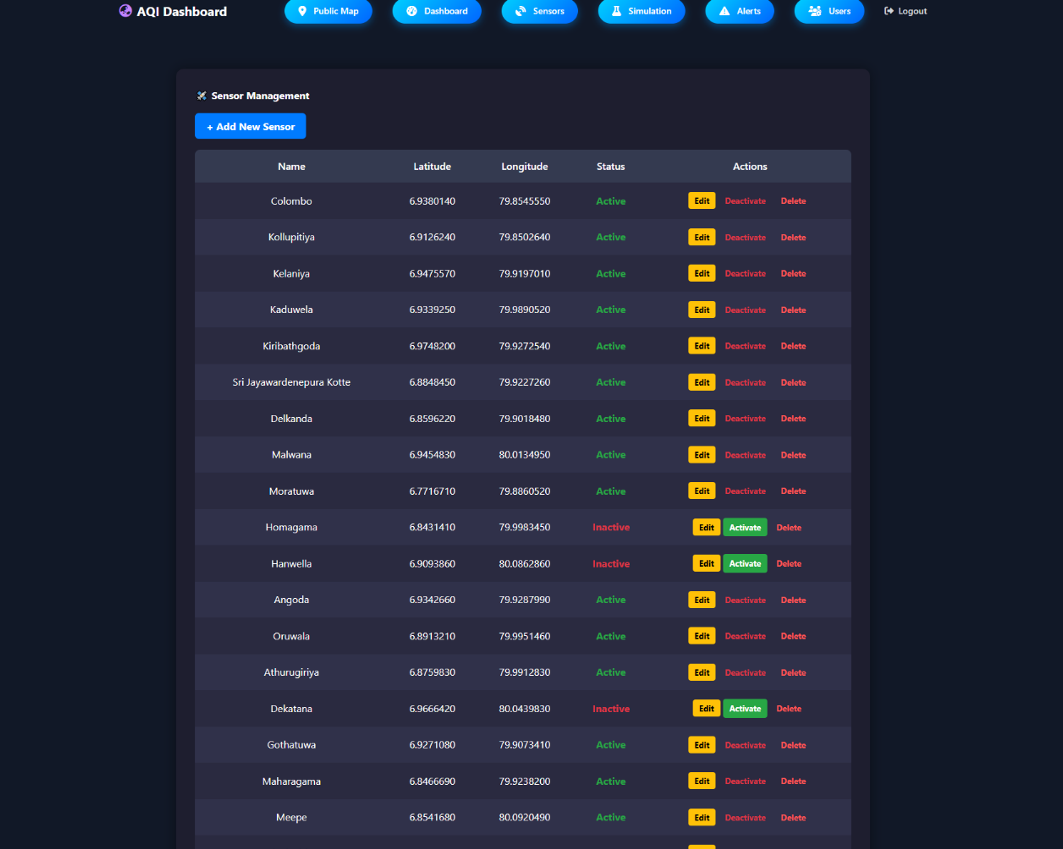 AQI Dashboard Public Map Dashboard Sensors Simulation Alerts Users Logout
Sensor Management
+ Add New Sensor
Name Latitude Longitude Status Actions
Colombo 6.9380140 79.8545550 Active Edit Deactivate Delete
Kollupitiya 6.9126240 79.8502640 Active Edit Deactivate Delete
Kelaniya 6.9475570 79.9197010 Active Edit Deactivate Delete
Kaduwela 6.9339250 79.9890520 Active Edit Deactivate Delete
Kiribathgoda 6.9748200 79.9272540 Active Edit Deactivate Delete
Sri Jayawardenepura Kotte 6.8848450 79.9227260 Active Edit Deactivate Delete
Delkanda 6.8596220 79.9018480 Active Edit Deactivate Delete
Malwana 6.9454830 80.0134950 Active Edit Deactivate Delete
Moratuwa 6.7716710 79.8860520 Active Edit Deactivate Delete
Homagama 6.8431410 79.9983450 Inactive Edit Activate Delete
Hanwella 6.9093860 80.0862860 Inactive Edit Activate Delete
Angoda 6.9342660 79.9287990 Active Edit Deactivate Delete
Oruwala 6.8913210 79.9951460 Active Edit Deactivate Delete
Athurugiriya 6.8759830 79.9912830 Active Edit Deactivate Delete
Dekatana 6.9666420 80.0439830 Inactive Edit Activate Delete
Gothatuwa 6.9271080 79.9073410 Active Edit Deactivate Delete
Maharagama 6.8466690 79.9238200 Active Edit Deactivate Delete
Meepe 6.8541680 80.0920490 Active Edit Deactivate Delete